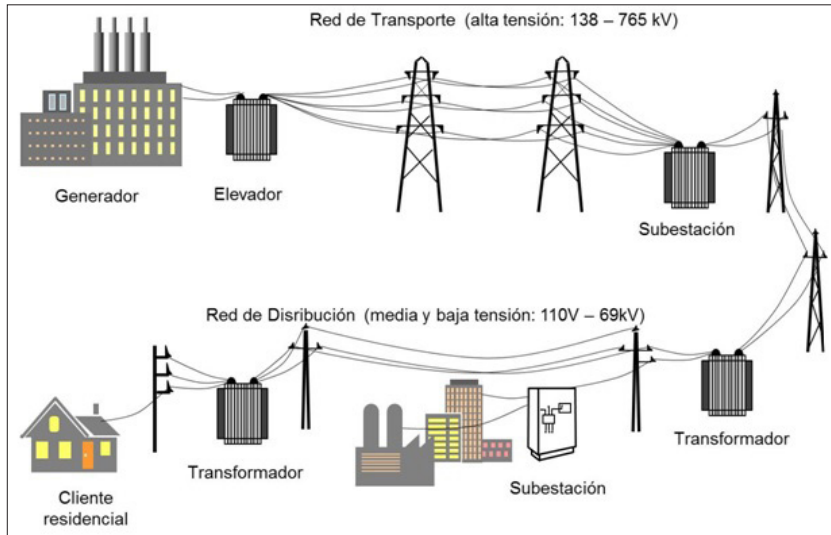 Red de Transporte (alta tensión: 138 – 765 kV)
Generador
Elevador
Subestación
Red de Disribución (media y baja tensión: 110V – 69kV)
Transformador
Transformador
Subestación
Cliente
residencial